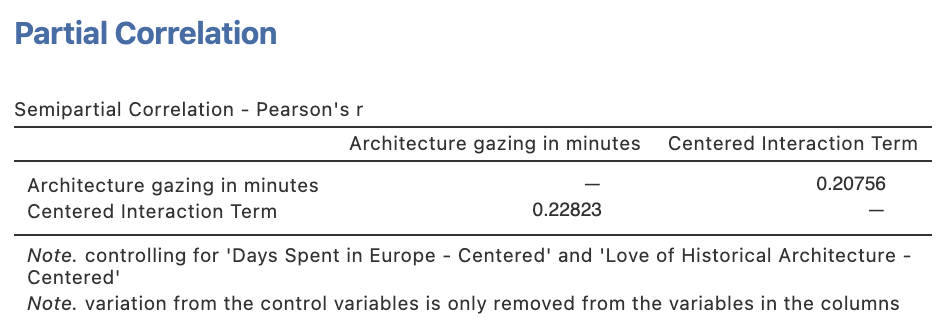 Partial Correlation
Semipartial Correlation - Pearson's r
Architecture gazing in minutes Centered Interaction Term
Architecture gazing in minutes — 0.20756
Centered Interaction Term 0.22823 —
Note. controlling for 'Days Spent in Europe - Centered' and 'Love of Historical Architecture -
Centered'
Note. variation from the control variables is only removed from the variables in the columns